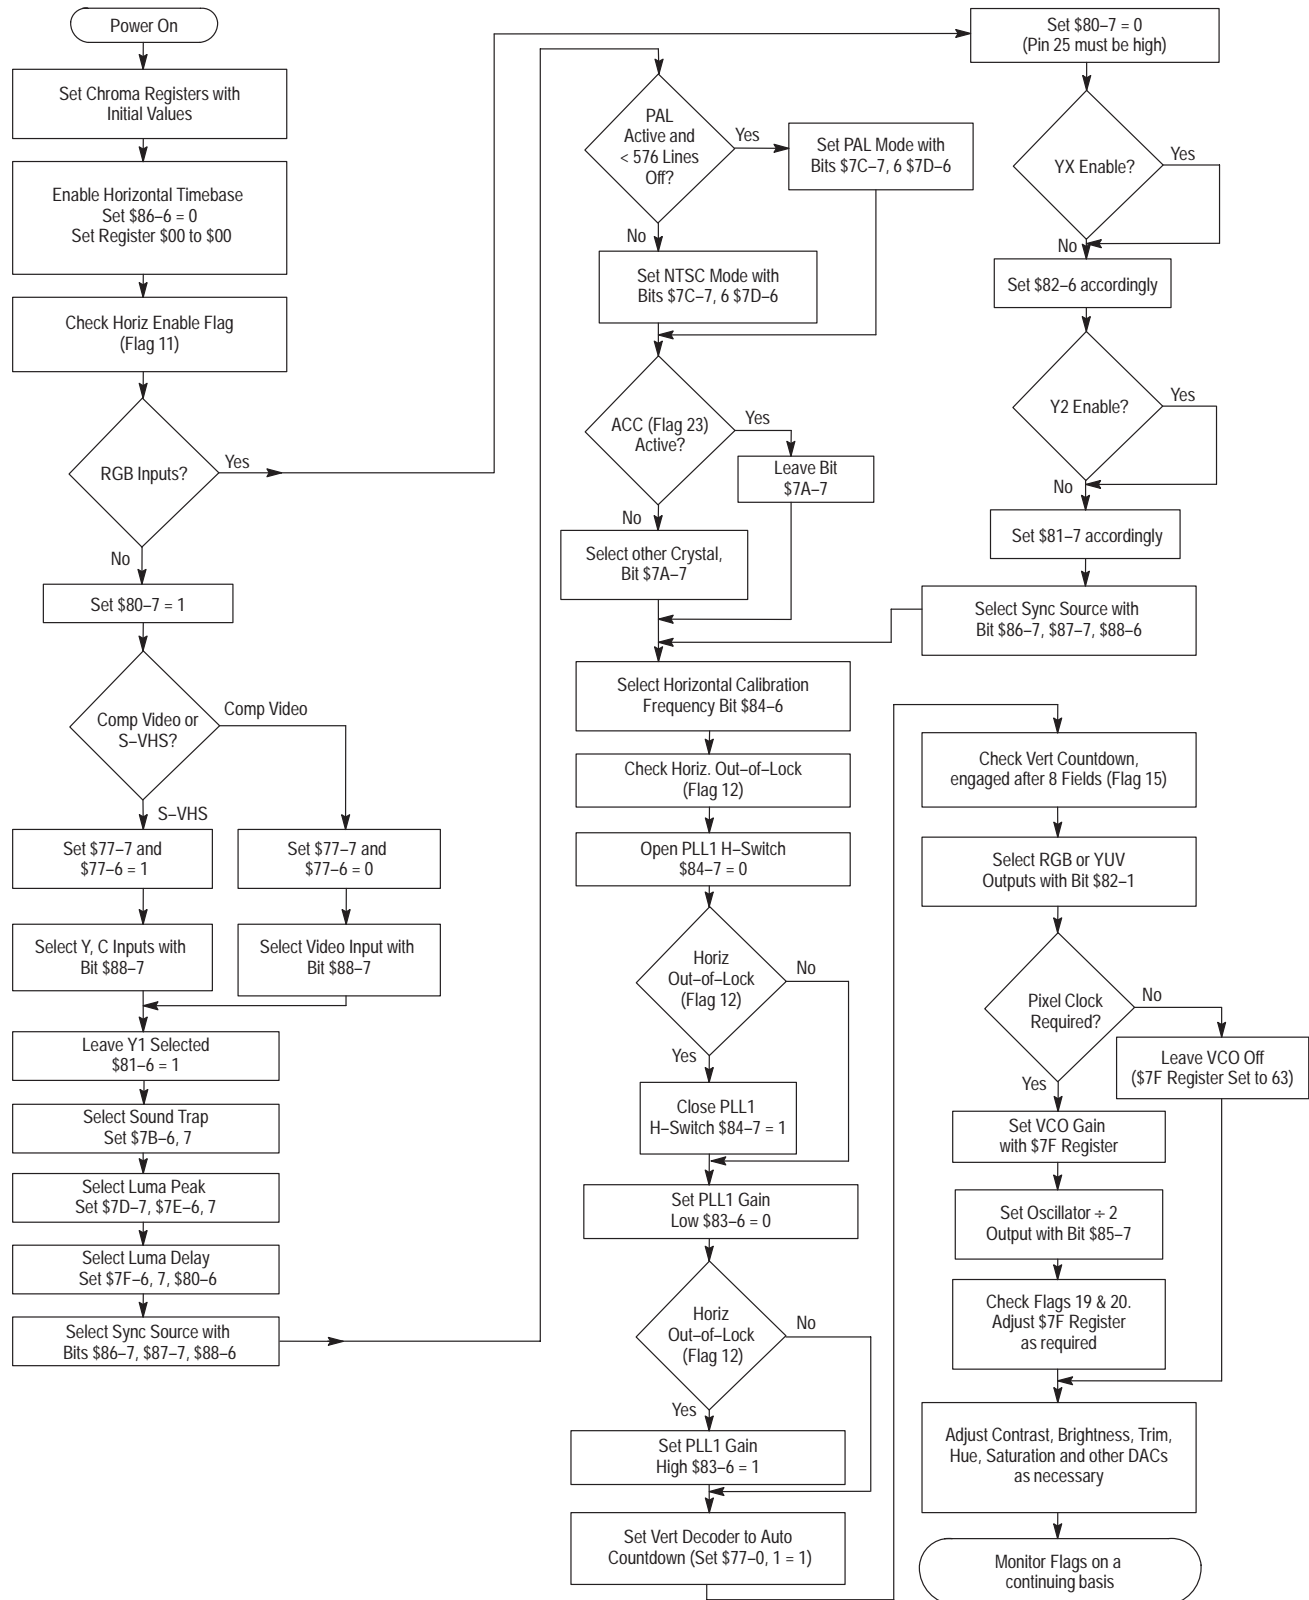 Power On
Set Chroma Registers with
Initial Values
Enable Horizontal Timebase
Set $86–6 = 0
Set Register $00 to $00
Check Horiz Enable Flag
(Flag 11)
RGB Inputs?
Yes
No
Set $80–7 = 1
Comp Video or
S–VHS?
Comp Video
S–VHS
Set $77–7 and
$77–6 = 1
Set $77–7 and
$77–6 = 0
Select Y, C Inputs with
Bit $88–7
Select Video Input with
Bit $88–7
Leave Y1 Selected
$81–6 = 1
Select Sound Trap
Set $7B–6, 7
Select Luma Peak
Set $7D–7, $7E–6, 7
Select Luma Delay
Set $7F–6, 7, $80–6
Select Sync Source with
Bits $86–7, $87–7, $88–6
PAL
Active and
< 576 Lines
Off?
Yes
Set PAL Mode with
Bits $7C–7, 6 $7D–6
No
Set NTSC Mode with
Bits $7C–7, 6 $7D–6
ACC (Flag 23)
Active?
Yes
Leave Bit
$7A–7
No
Select other Crystal,
Bit $7A–7
Select Horizontal Calibration
Frequency Bit $84–6
Check Horiz. Out–of–Lock
(Flag 12)
Open PLL1 H–Switch
$84–7 = 0
Horiz
Out–of–Lock
(Flag 12)
No
Yes
Close PLL1
H–Switch $84–7 = 1
Set PLL1 Gain
Low $83–6 = 0
Horiz
Out–of–Lock
(Flag 12)
No
Yes
Set PLL1 Gain
High $83–6 = 1
Set Vert Decoder to Auto
Countdown (Set $77–0, 1 = 1)
Set $80–7 = 0
(Pin 25 must be high)
YX Enable?
Yes
No
Set $82–6 accordingly
Y2 Enable?
Yes
No
Set $81–7 accordingly
Select Sync Source with
Bit $86–7, $87–7, $88–6
Check Vert Countdown,
engaged after 8 Fields (Flag 15)
Select RGB or YUV
Outputs with Bit $82–1
Pixel Clock
Required?
No
Leave VCO Off
($7F Register Set to 63)
Yes
Set VCO Gain
with $7F Register
Set Oscillator ÷ 2
Output with Bit $85–7
Check Flags 19 & 20.
Adjust $7F Register
as required
Adjust Contrast, Brightness, Trim,
Hue, Saturation and other DACs
as necessary
Monitor Flags on a
continuing basis